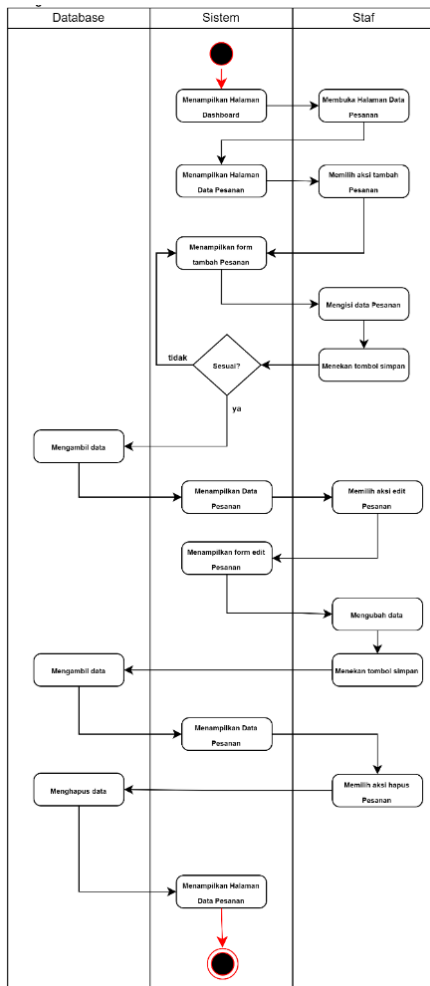 Database
Sistem
Staf
Menampilkan Halaman
Dashboard
Membuka Halaman Data
Pesanan
Menampilkan Halaman
Data Pesanan
Memilih aksi tambah
Pesanan
Menampilkan form
tambah Pesanan
Mengisi data Pesanan
tidak
Sesuai?
Menekan tombol simpan
ya
Mengambil data
Menampilkan Data
Pesanan
Memilih aksi edit
Pesanan
Menampilkan form edit
Pesanan
Mengubah data
Mengambil data
Menekan tombol simpan
Menampilkan Data
Pesanan
Menghapus data
Memilih aksi hapus
Pesanan
Menampilkan Halaman
Data Pesanan